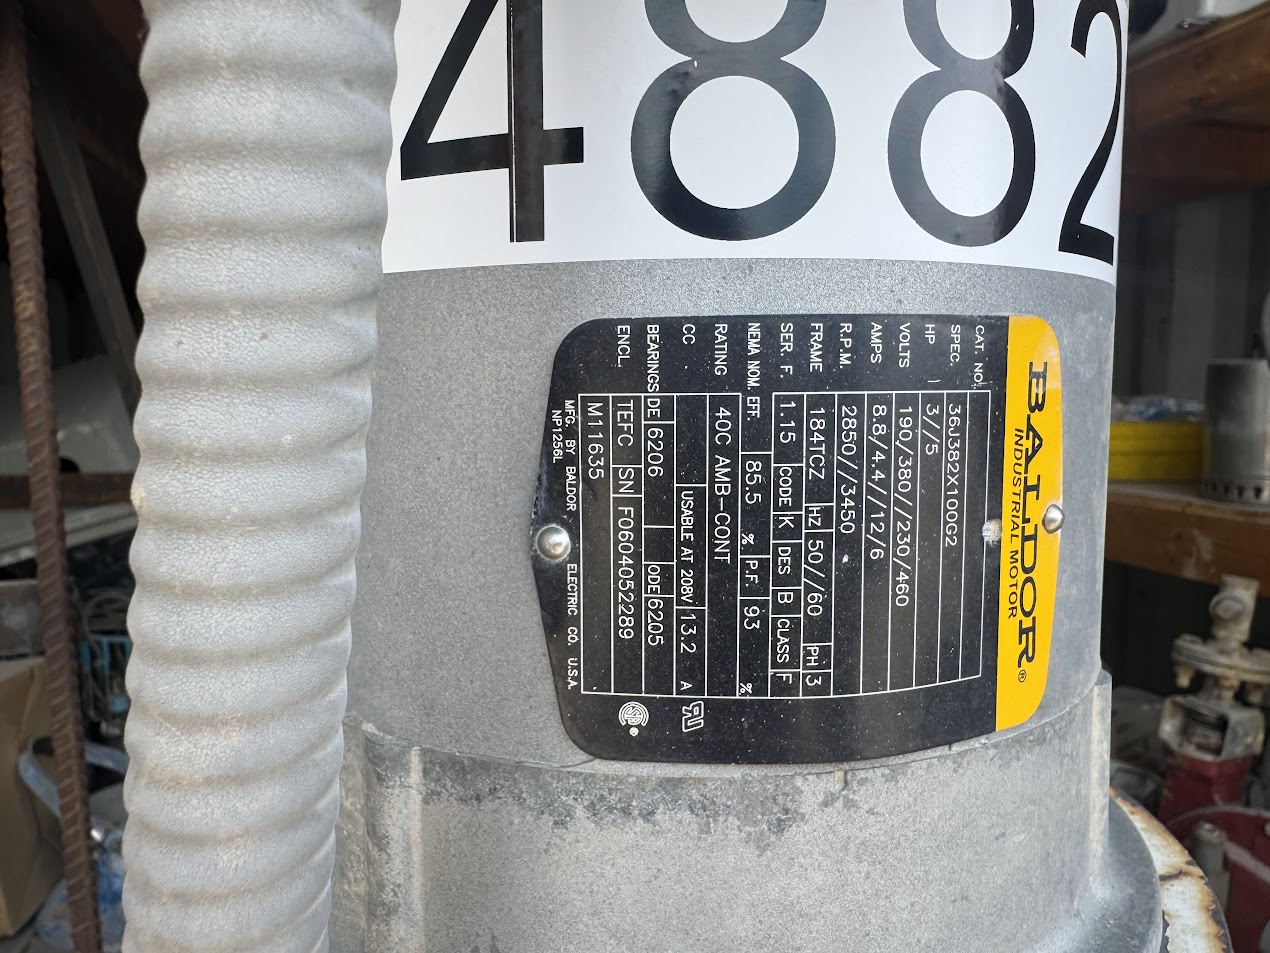 4882
BALDOR®
INDUSTRIAL MOTOR
CAT. NO.
SPEC. 36J382X100G2
HP 3//5
VOLTS 190/380//230/460
AMPS 8.8/4.4//12/6
R.P.M. 2850//3450
FRAME 184TCZ HZ 50//60 PH 3
SER. F. 1.15 CODE K DES B CLASS F
NEMA NOM. EFF. 85.5 % P.F. 93 %
RATING 40C AMB-CONT
CC USABLE AT 208V 13.2 A
BEARINGS DE 6206 ODE 6205
ENCL. TEFC SN F0604052289
M11635
MFG. BY BALDOR ELECTRIC CO. U.S.A.
NP1256L